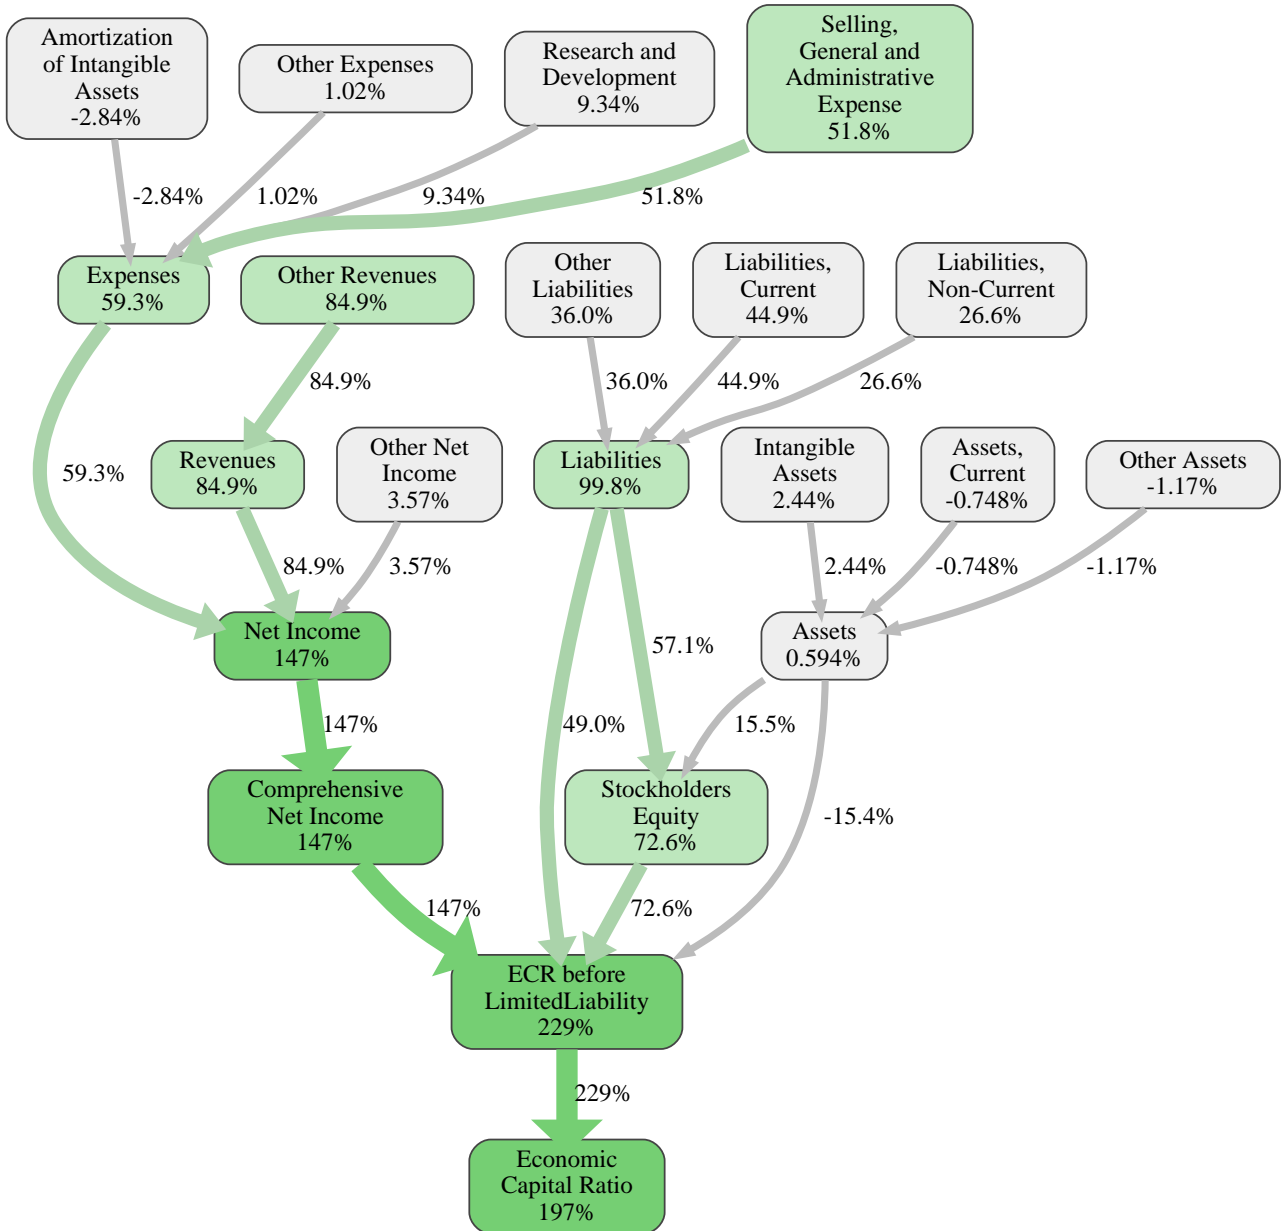 Amortization
of Intangible
Assets
-2.84%
Other Expenses
1.02%
Research and
Development
9.34%
Selling,
General and
Administrative
Expense
51.8%
-2.84%
1.02%
9.34%
51.8%
Expenses
59.3%
Other Revenues
84.9%
Other
Liabilities
36.0%
Liabilities,
Current
44.9%
Liabilities,
Non-Current
26.6%
84.9%
36.0%
44.9%
26.6%
59.3%
Revenues
84.9%
Other Net
Income
3.57%
Liabilities
99.8%
Intangible
Assets
2.44%
Assets,
Current
-0.748%
Other Assets
-1.17%
84.9%
3.57%
2.44%
-0.748%
-1.17%
Net Income
147%
57.1%
Assets
0.594%
147%
49.0%
15.5%
Comprehensive
Net Income
147%
Stockholders
Equity
72.6%
-15.4%
147%
72.6%
ECR before
LimitedLiability
229%
229%
Economic
Capital Ratio
197%